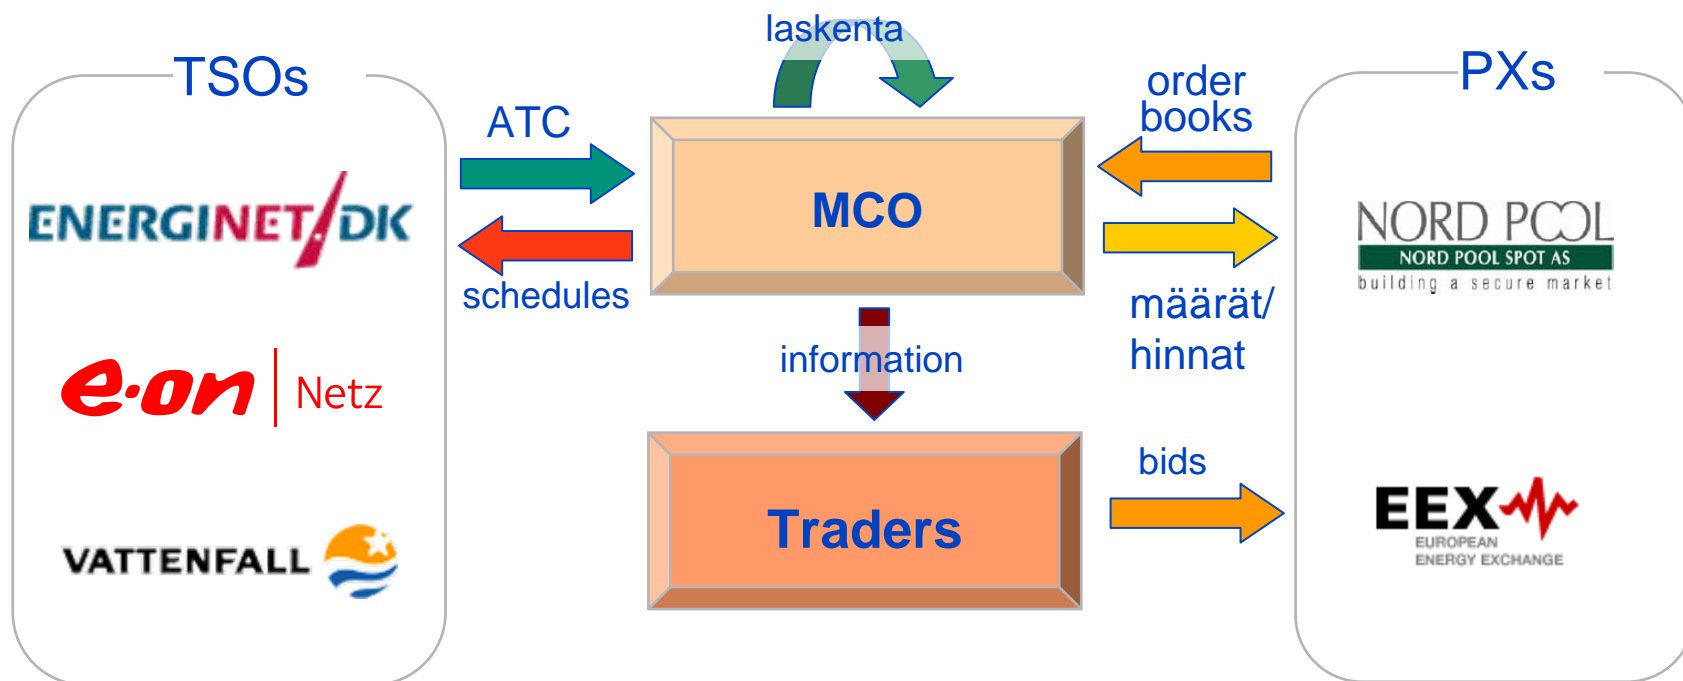 laskenta
TSOs
ENERGINET/DK
e·on | Netz
VATTENFALL
ATC
schedules
MCO
information
Traders
order
books
määrät/
hinnat
bids
PXs
NORD POOL
NORD POOL SPOT AS
building a secure market
EEX
EUROPEAN
ENERGY EXCHANGE